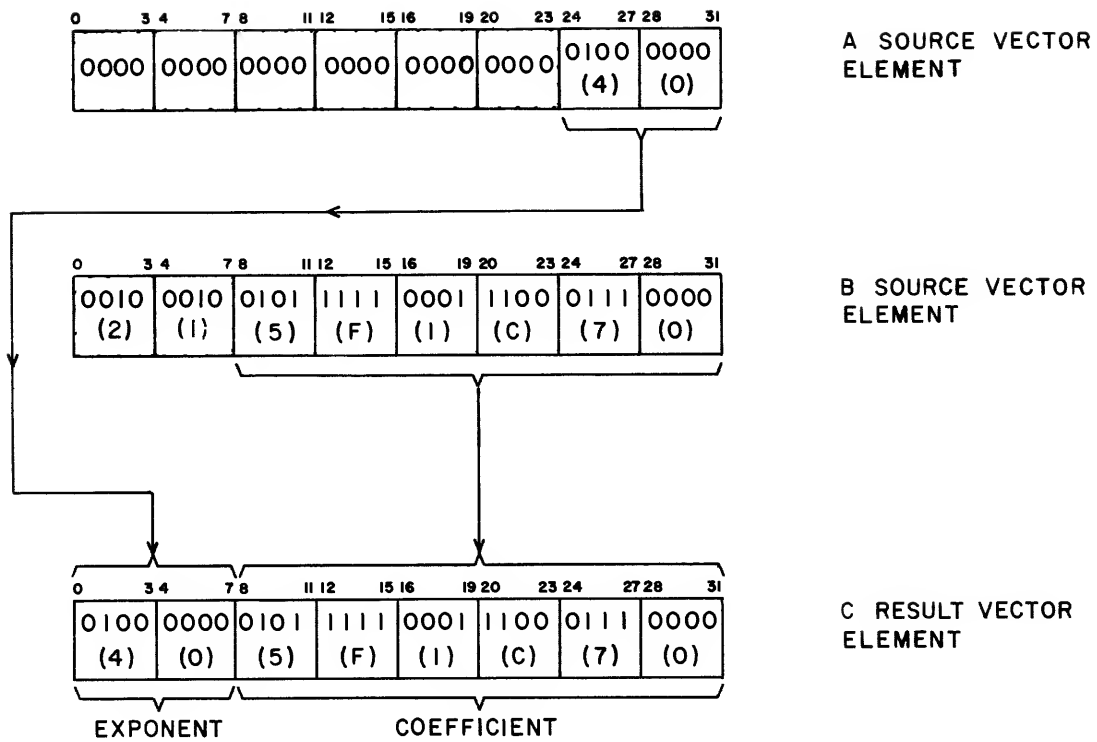 0 3 4 7 8 11 12 15 16 19 20 23 24 27 28 31
0000 0000 0000 0000 0000 0000 0100 0000
(4) (0)
A SOURCE VECTOR
ELEMENT
0 3 4 7 8 11 12 15 16 19 20 23 24 27 28 31
0010 0010 0101 1111 0001 1100 0111 0000
(2) (1) (5) (F) (1) (C) (7) (0)
B SOURCE VECTOR
ELEMENT
0 3 4 7 8 11 12 15 16 19 20 23 24 27 28 31
0100 0000 0101 1111 0001 1100 0111 0000
(4) (0) (5) (F) (1) (C) (7) (0)
C RESULT VECTOR
ELEMENT
EXPONENT COEFFICIENT